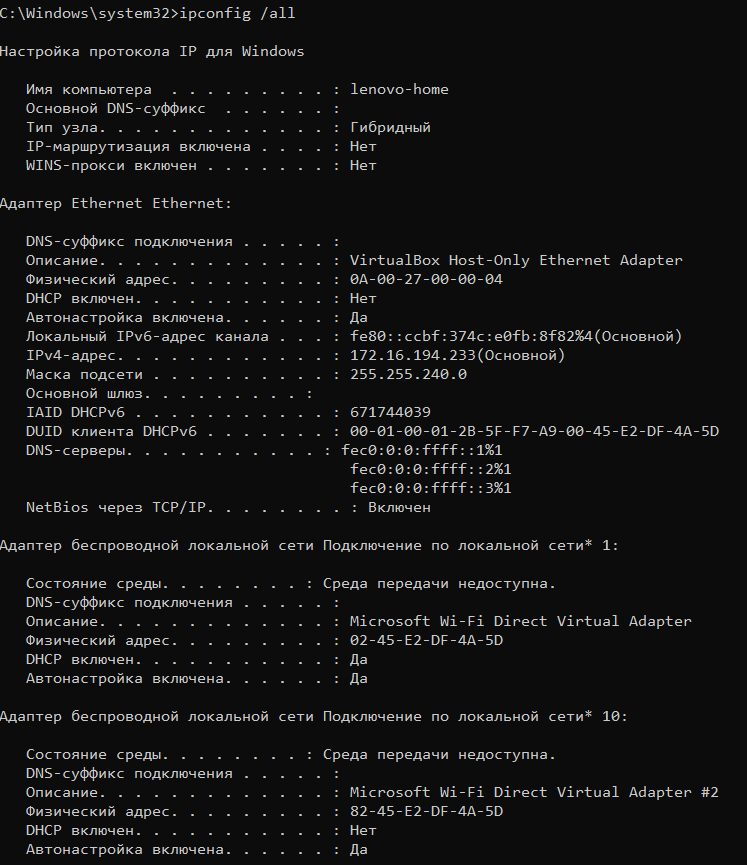 C:\Windows\system32>ipconfig /all
Настройка протокола IP для Windows
Имя компьютера . . . . . . . . . : lenovo-home
Основной DNS-суффикс . . . . . . :
Тип узла. . . . . . . . . . . . . : Гибридный
IP-маршрутизация включена . . . . : Нет
WINS-прокси включен . . . . . . . : Нет
Адаптер Ethernet Ethernet:
DNS-суффикс подключения . . . . . :
Описание. . . . . . . . . . . . . : VirtualBox Host-Only Ethernet Adapter
Физический адрес. . . . . . . . . : 0A-00-27-00-00-04
DHCP включен. . . . . . . . . . . : Нет
Автонастройка включена. . . . . . : Да
Локальный IPv6-адрес канала . . . : fe80::ccbf:374c:e0fb:8f82%4(Основной)
IPv4-адрес. . . . . . . . . . . . : 172.16.194.233(Основной)
Маска подсети . . . . . . . . . . : 255.255.240.0
Основной шлюз. . . . . . . . . :
IAID DHCPv6 . . . . . . . . . . . : 671744039
DUID клиента DHCPv6 . . . . . . . : 00-01-00-01-2B-5F-F7-A9-00-45-E2-DF-4A-5D
DNS-серверы. . . . . . . . . . . : fec0:0:0:ffff::1%1
fec0:0:0:ffff::2%1
fec0:0:0:ffff::3%1
NetBios через TCP/IP. . . . . . . . : Включен
Адаптер беспроводной локальной сети Подключение по локальной сети* 1:
Состояние среды. . . . . . . . : Среда передачи недоступна.
DNS-суффикс подключения . . . . . :
Описание. . . . . . . . . . . . . : Microsoft Wi-Fi Direct Virtual Adapter
Физический адрес. . . . . . . . . : 02-45-E2-DF-4A-5D
DHCP включен. . . . . . . . . . . : Да
Автонастройка включена. . . . . . : Да
Адаптер беспроводной локальной сети Подключение по локальной сети* 10:
Состояние среды. . . . . . . . : Среда передачи недоступна.
DNS-суффикс подключения . . . . . :
Описание. . . . . . . . . . . . . : Microsoft Wi-Fi Direct Virtual Adapter #2
Физический адрес. . . . . . . . . : 82-45-E2-DF-4A-5D
DHCP включен. . . . . . . . . . . : Нет
Автонастройка включена. . . . . . : Да